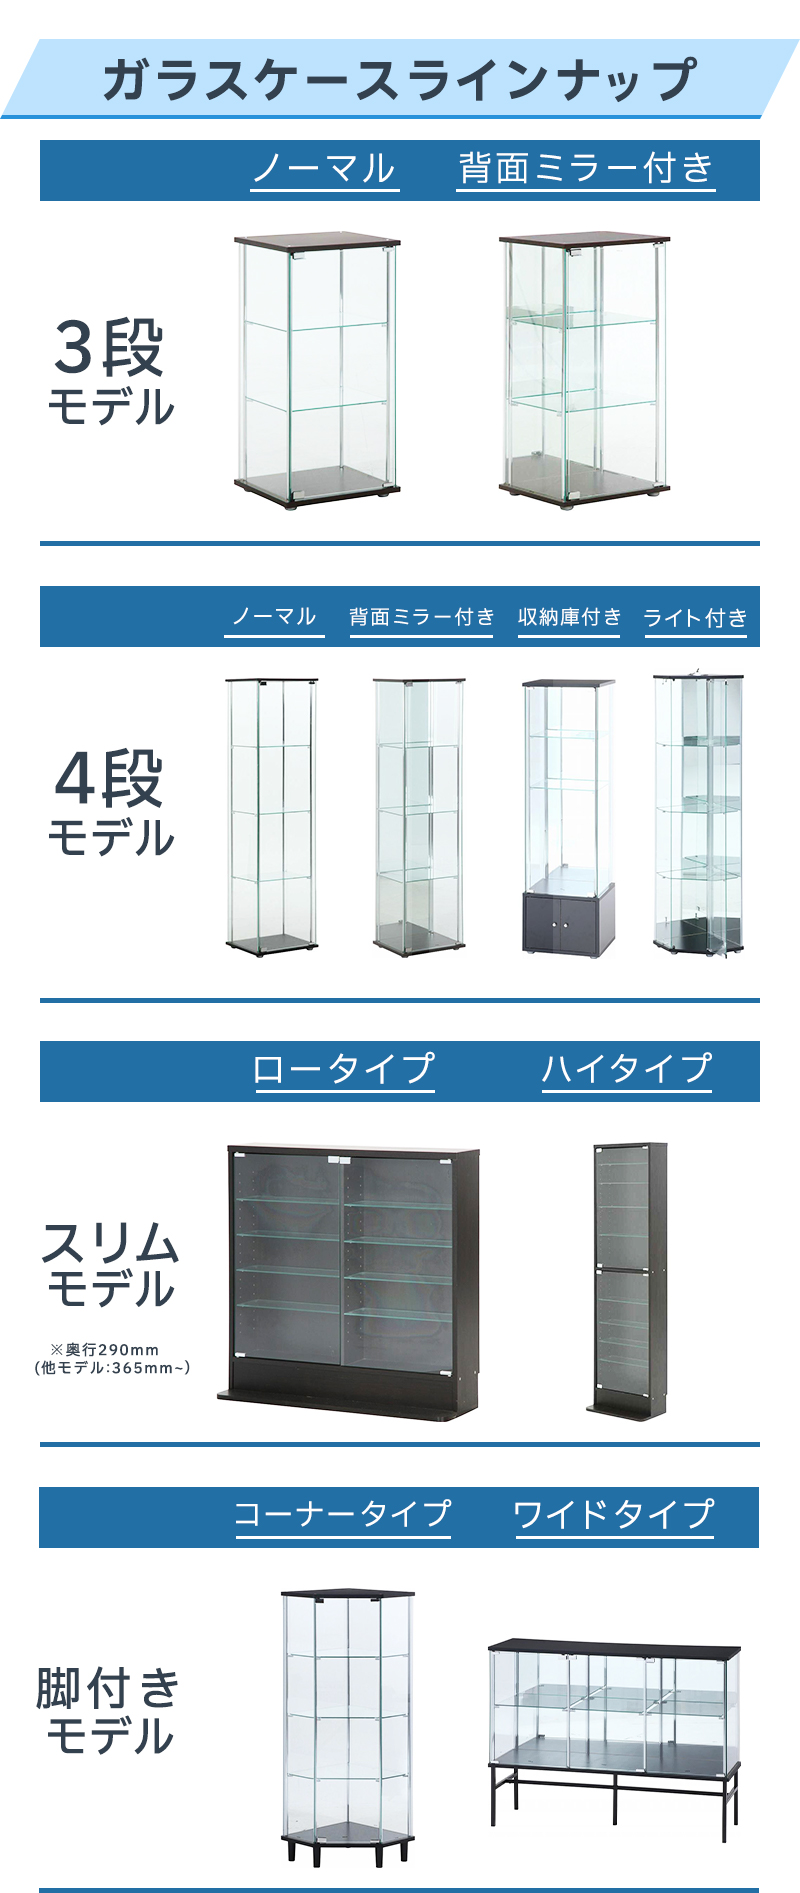 ガラスケースラインナップ
ノーマル 背面ミラー付き
3段
モデル
ノーマル 背面ミラー付き 収納庫付き ライト付き
4段
モデル
ロータイプ ハイタイプ
スリム
モデル
※奥行290mm
(他モデル:365mm~)
コーナータイプ ワイドタイプ
脚付き
モデル